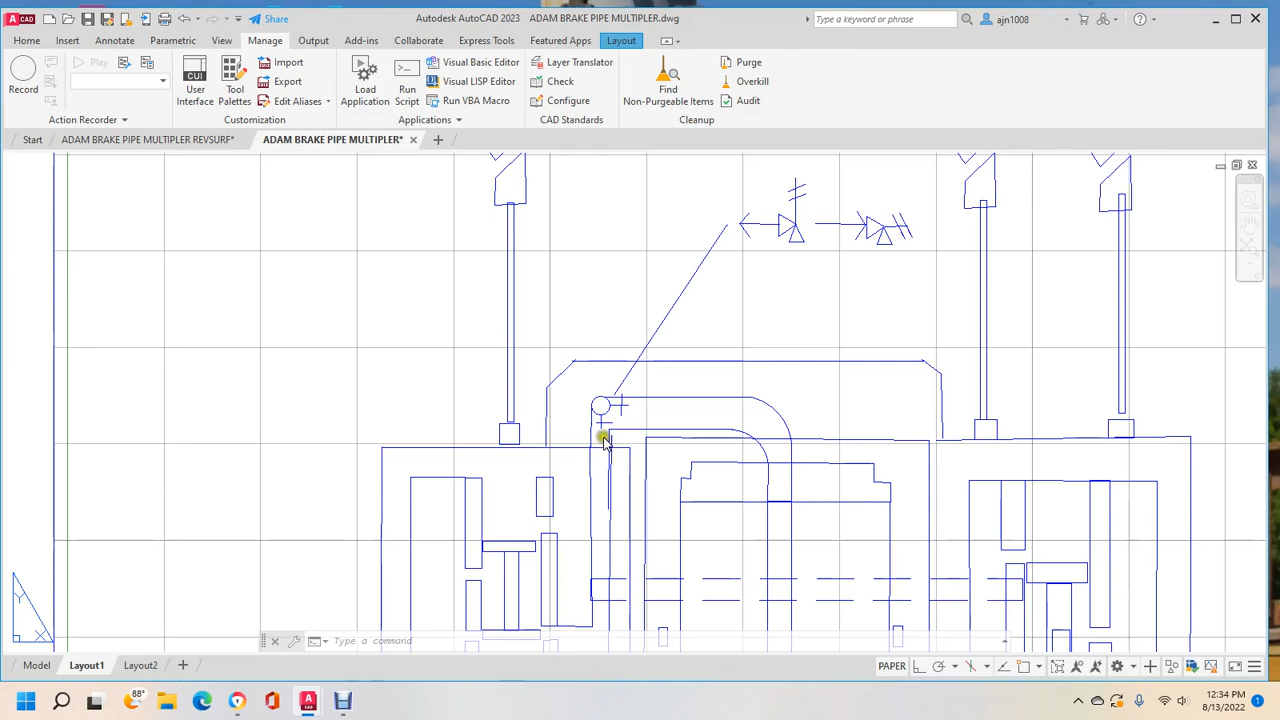 CAD Share Autodesk AutoCAD 2023 ADAM BRAKE PIPE MULTIPLER.dwg Type a keyword or phrase ajn1008
Home Insert Annotate Parametric View Manage Output Add-ins Collaborate Express Tools Featured Apps Layout
Play Import Visual Basic Editor Layer Translator Purge
Export Visual LISP Editor Check Overkill
Record CUI User Interface Tool Palettes Edit Aliases Load Application Run Script Run VBA Macro Configure Find Non-Purgeable Items Audit
Action Recorder Customization Applications CAD Standards Cleanup
Start ADAM BRAKE PIPE MULTIPLER REVSURF* ADAM BRAKE PIPE MULTIPLER*
Y
X
Type a command
Model Layout1 Layout2 PAPER
88°
12:34 PM
8/13/2022
1